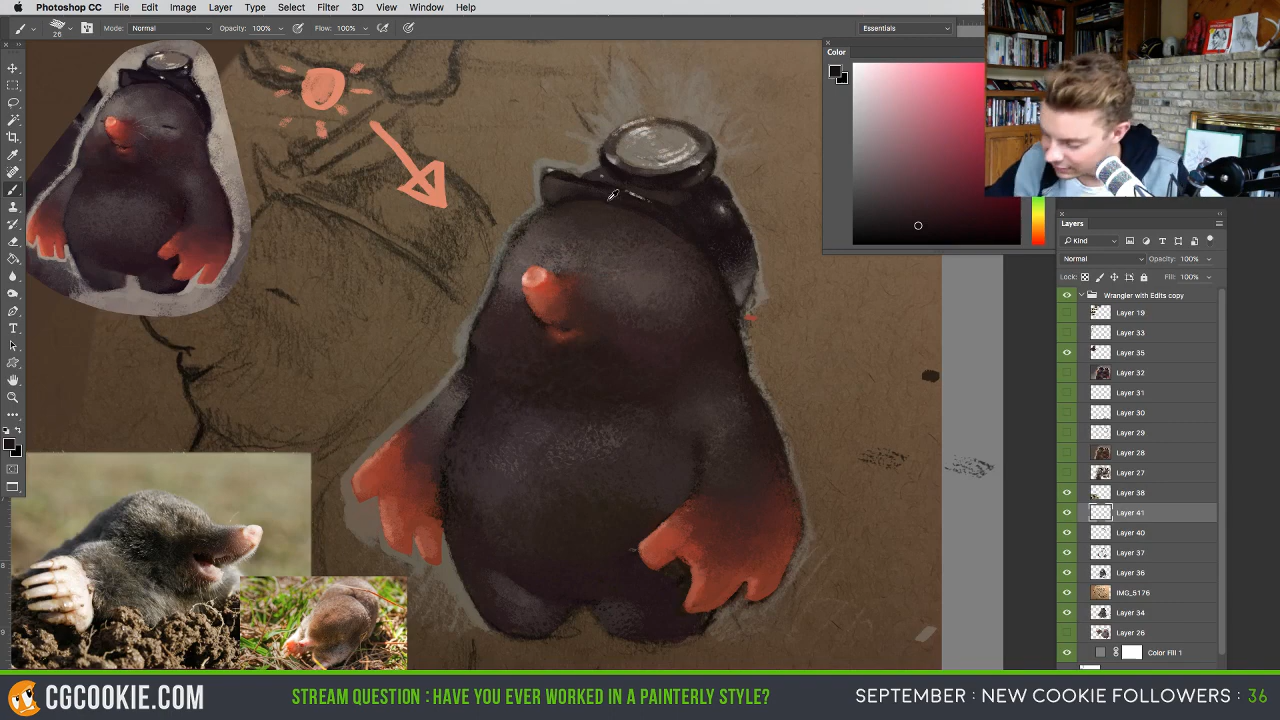 Photoshop CC File Edit Image Layer Type Select Filter 3D View Window Help
26 Mode: Normal Opacity: 100% Flow: 100% Essentials
Color
Layers
Kind
Normal Opacity: 100%
Lock: Fill: 100%
Wrangler with Edits copy
Layer 19
Layer 33
Layer 35
Layer 32
Layer 31
Layer 30
Layer 29
Layer 28
Layer 27
Layer 38
Layer 41
Layer 40
Layer 37
Layer 36
IMG_5176
Layer 34
Layer 26
Color Fill 1
8
9
CGCOOKIE.COM STREAM QUESTION : HAVE YOU EVER WORKED IN A PAINTERLY STYLE? SEPTEMBER : NEW COOKIE FOLLOWERS : 36